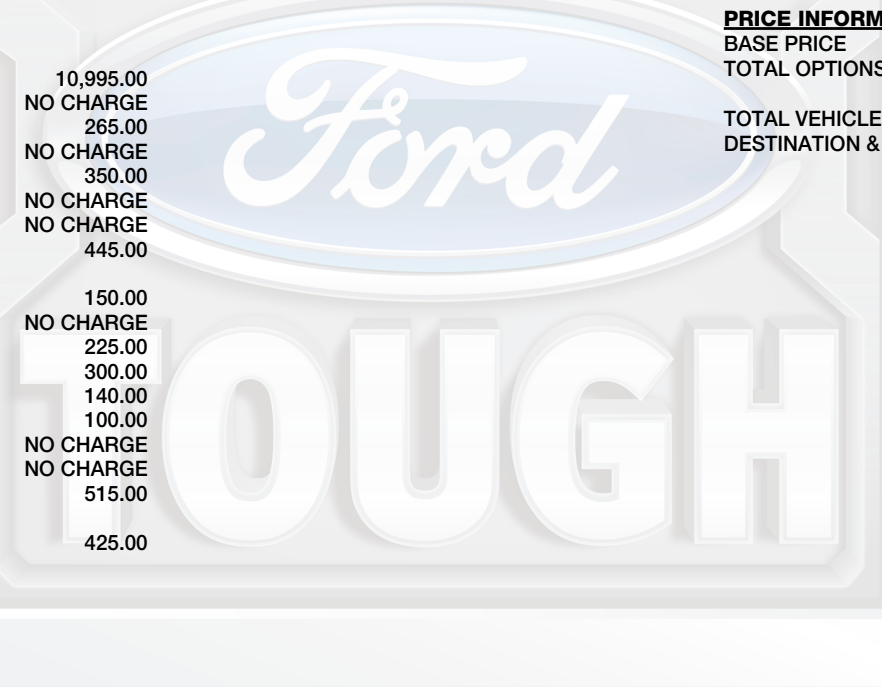 PRICE INFORM
BASE PRICE
TOTAL OPTIONS
TOTAL VEHICLE
DESTINATION &
10,995.00
NO CHARGE
265.00
NO CHARGE
350.00
NO CHARGE
NO CHARGE
445.00
150.00
NO CHARGE
225.00
300.00
140.00
100.00
NO CHARGE
NO CHARGE
515.00
425.00
Ford
TOUGH